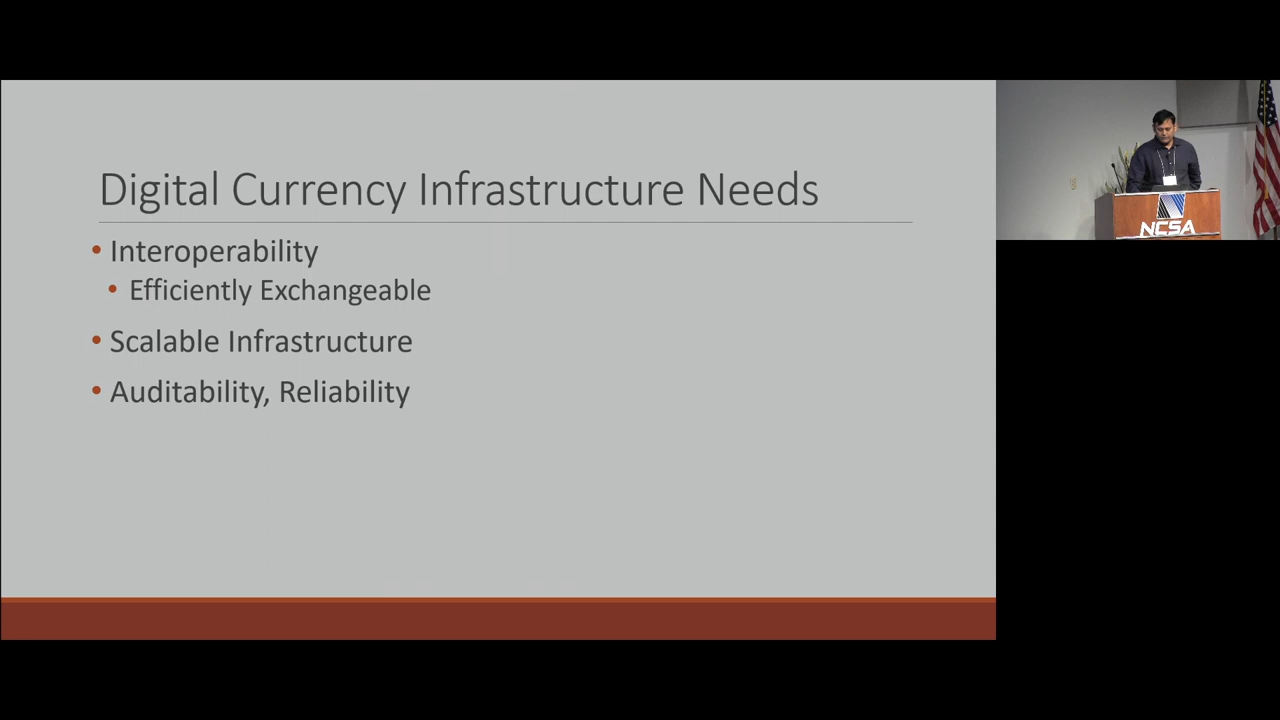 Digital Currency Infrastructure Needs
• Interoperability
• Efficiently Exchangeable
• Scalable Infrastructure
• Auditability, Reliability
NCSA